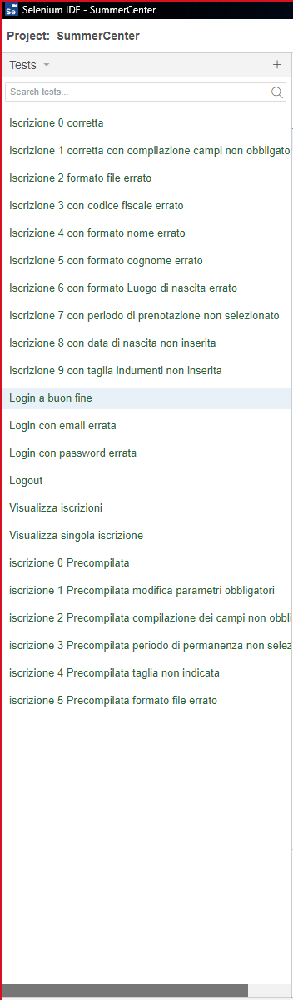 Se Selenium IDE - SummerCenter
Project: SummerCenter
Tests
Search tests...
Iscrizione 0 corretta
Iscrizione 1 corretta con compilazione campi non obbligato
Iscrizione 2 formato file errato
Iscrizione 3 con codice fiscale errato
Iscrizione 4 con formato nome errato
Iscrizione 5 con formato cognome errato
Iscrizione 6 con formato Luogo di nascita errato
Iscrizione 7 con periodo di prenotazione non selezionato
Iscrizione 8 con data di nascita non inserita
Iscrizione 9 con taglia indumenti non inserita
Login a buon fine
Login con email errata
Login con password errata
Logout
Visualizza iscrizioni
Visualizza singola iscrizione
iscrizione 0 Precompilata
iscrizione 1 Precompilata modifica parametri obbligatori
iscrizione 2 Precompilata compilazione dei campi non obbli
iscrizione 3 Precompilata periodo di permanenza non selez
iscrizione 4 Precompilata taglia non indicata
iscrizione 5 Precompilata formato file errato